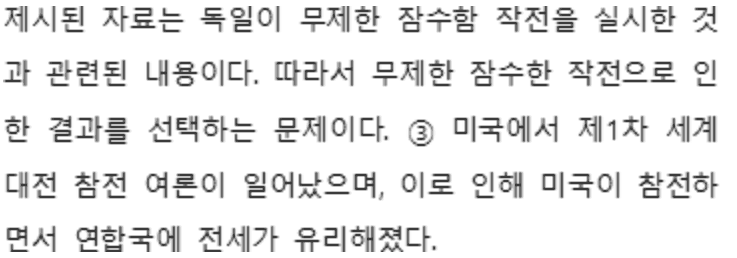 제시된 자료는 독일이 무제한 잠수함 작전을 실시한 것
과 관련된 내용이다. 따라서 무제한 잠수한 작전으로 인
한 결과를 선택하는 문제이다. ③ 미국에서 제1차 세계
대전 참전 여론이 일어났으며, 이로 인해 미국이 참전하
면서 연합국에 전세가 유리해졌다.